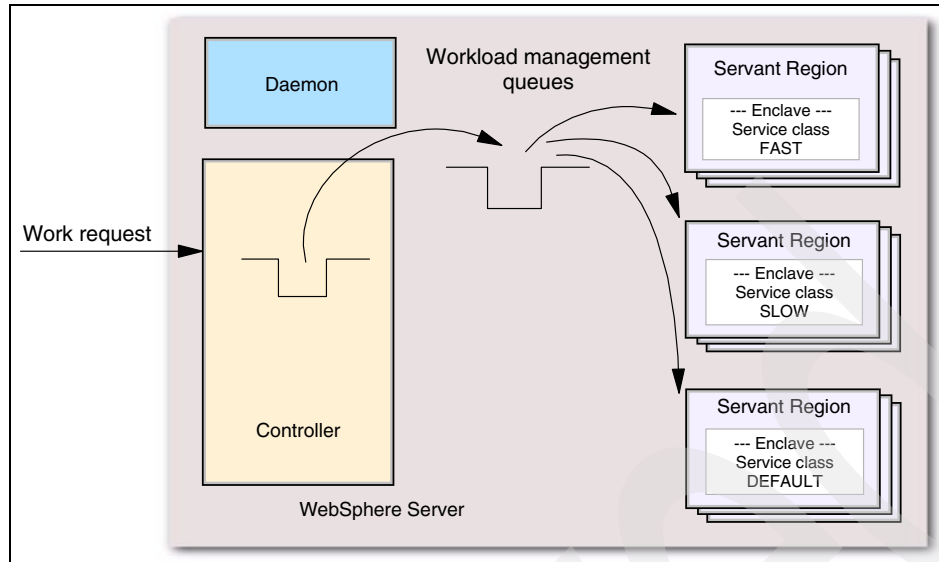 Work request
Daemon
Controller
WebSphere Server
Workload management
queues
Servant Region
--- Enclave ---
Service class
FAST
Servant Region
--- Enclave ---
Service class
SLOW
Servant Region
--- Enclave ---
Service class
DEFAULT